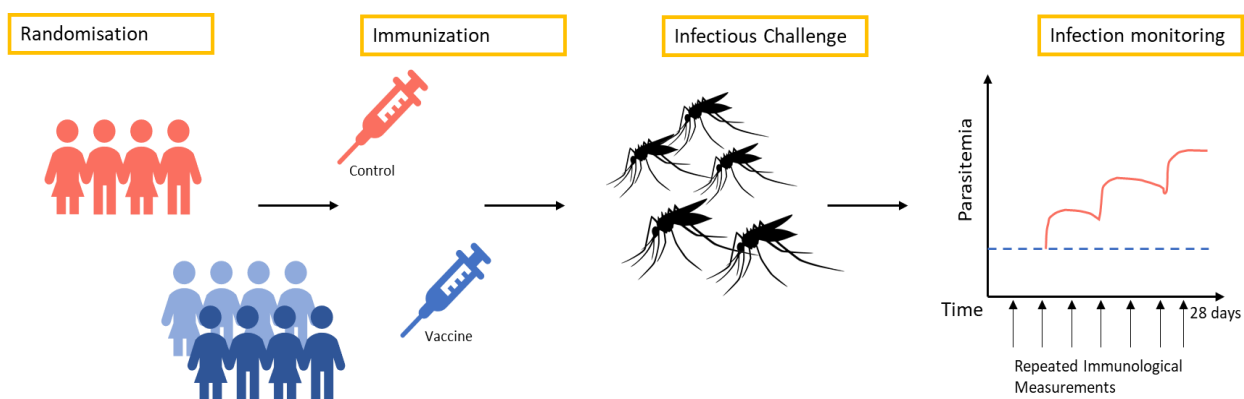 Randomisation
Immunization
Infectious Challenge
Infection monitoring
Control
Vaccine
Parasitemia
Time
28 days
Repeated Immunological
Measurements